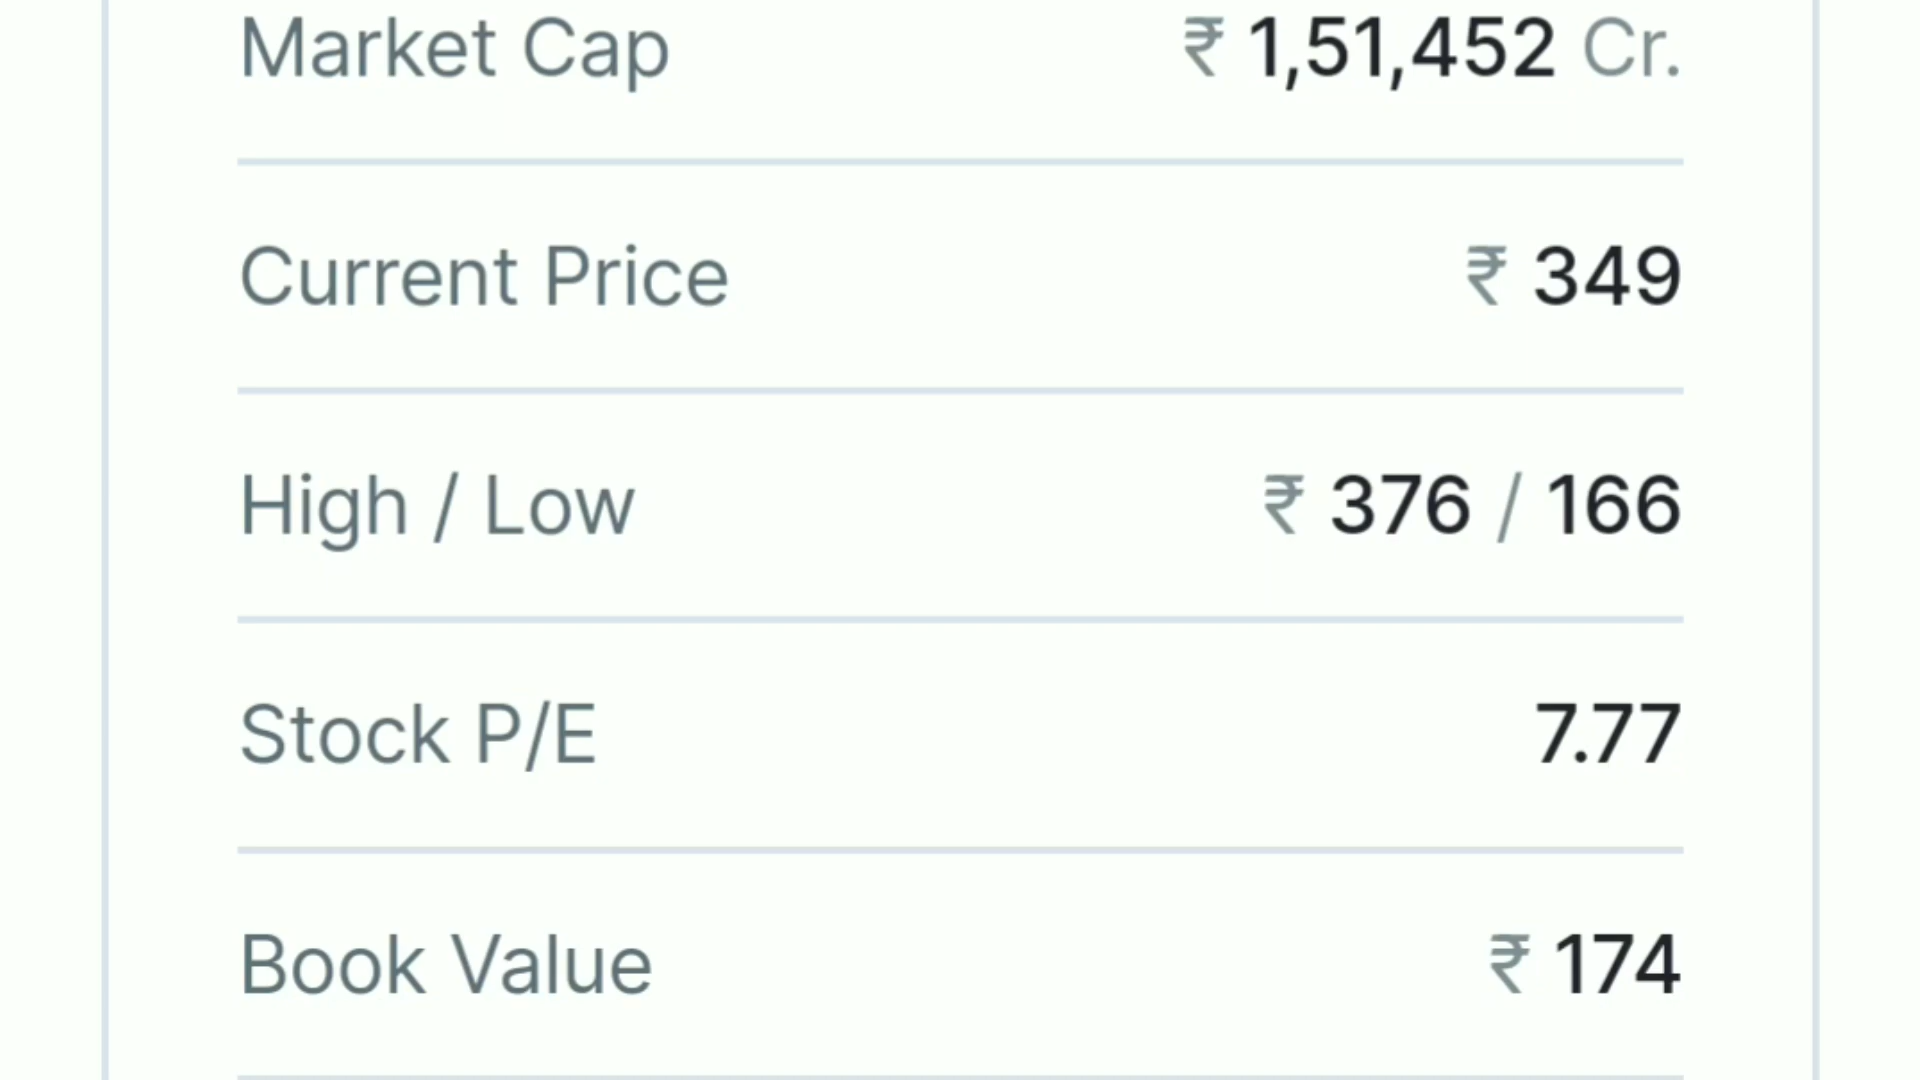 Market Cap ₹ 1,51,452 Cr.
Current Price ₹ 349
High / Low ₹ 376 / 166
Stock P/E 7.77
Book Value ₹ 174